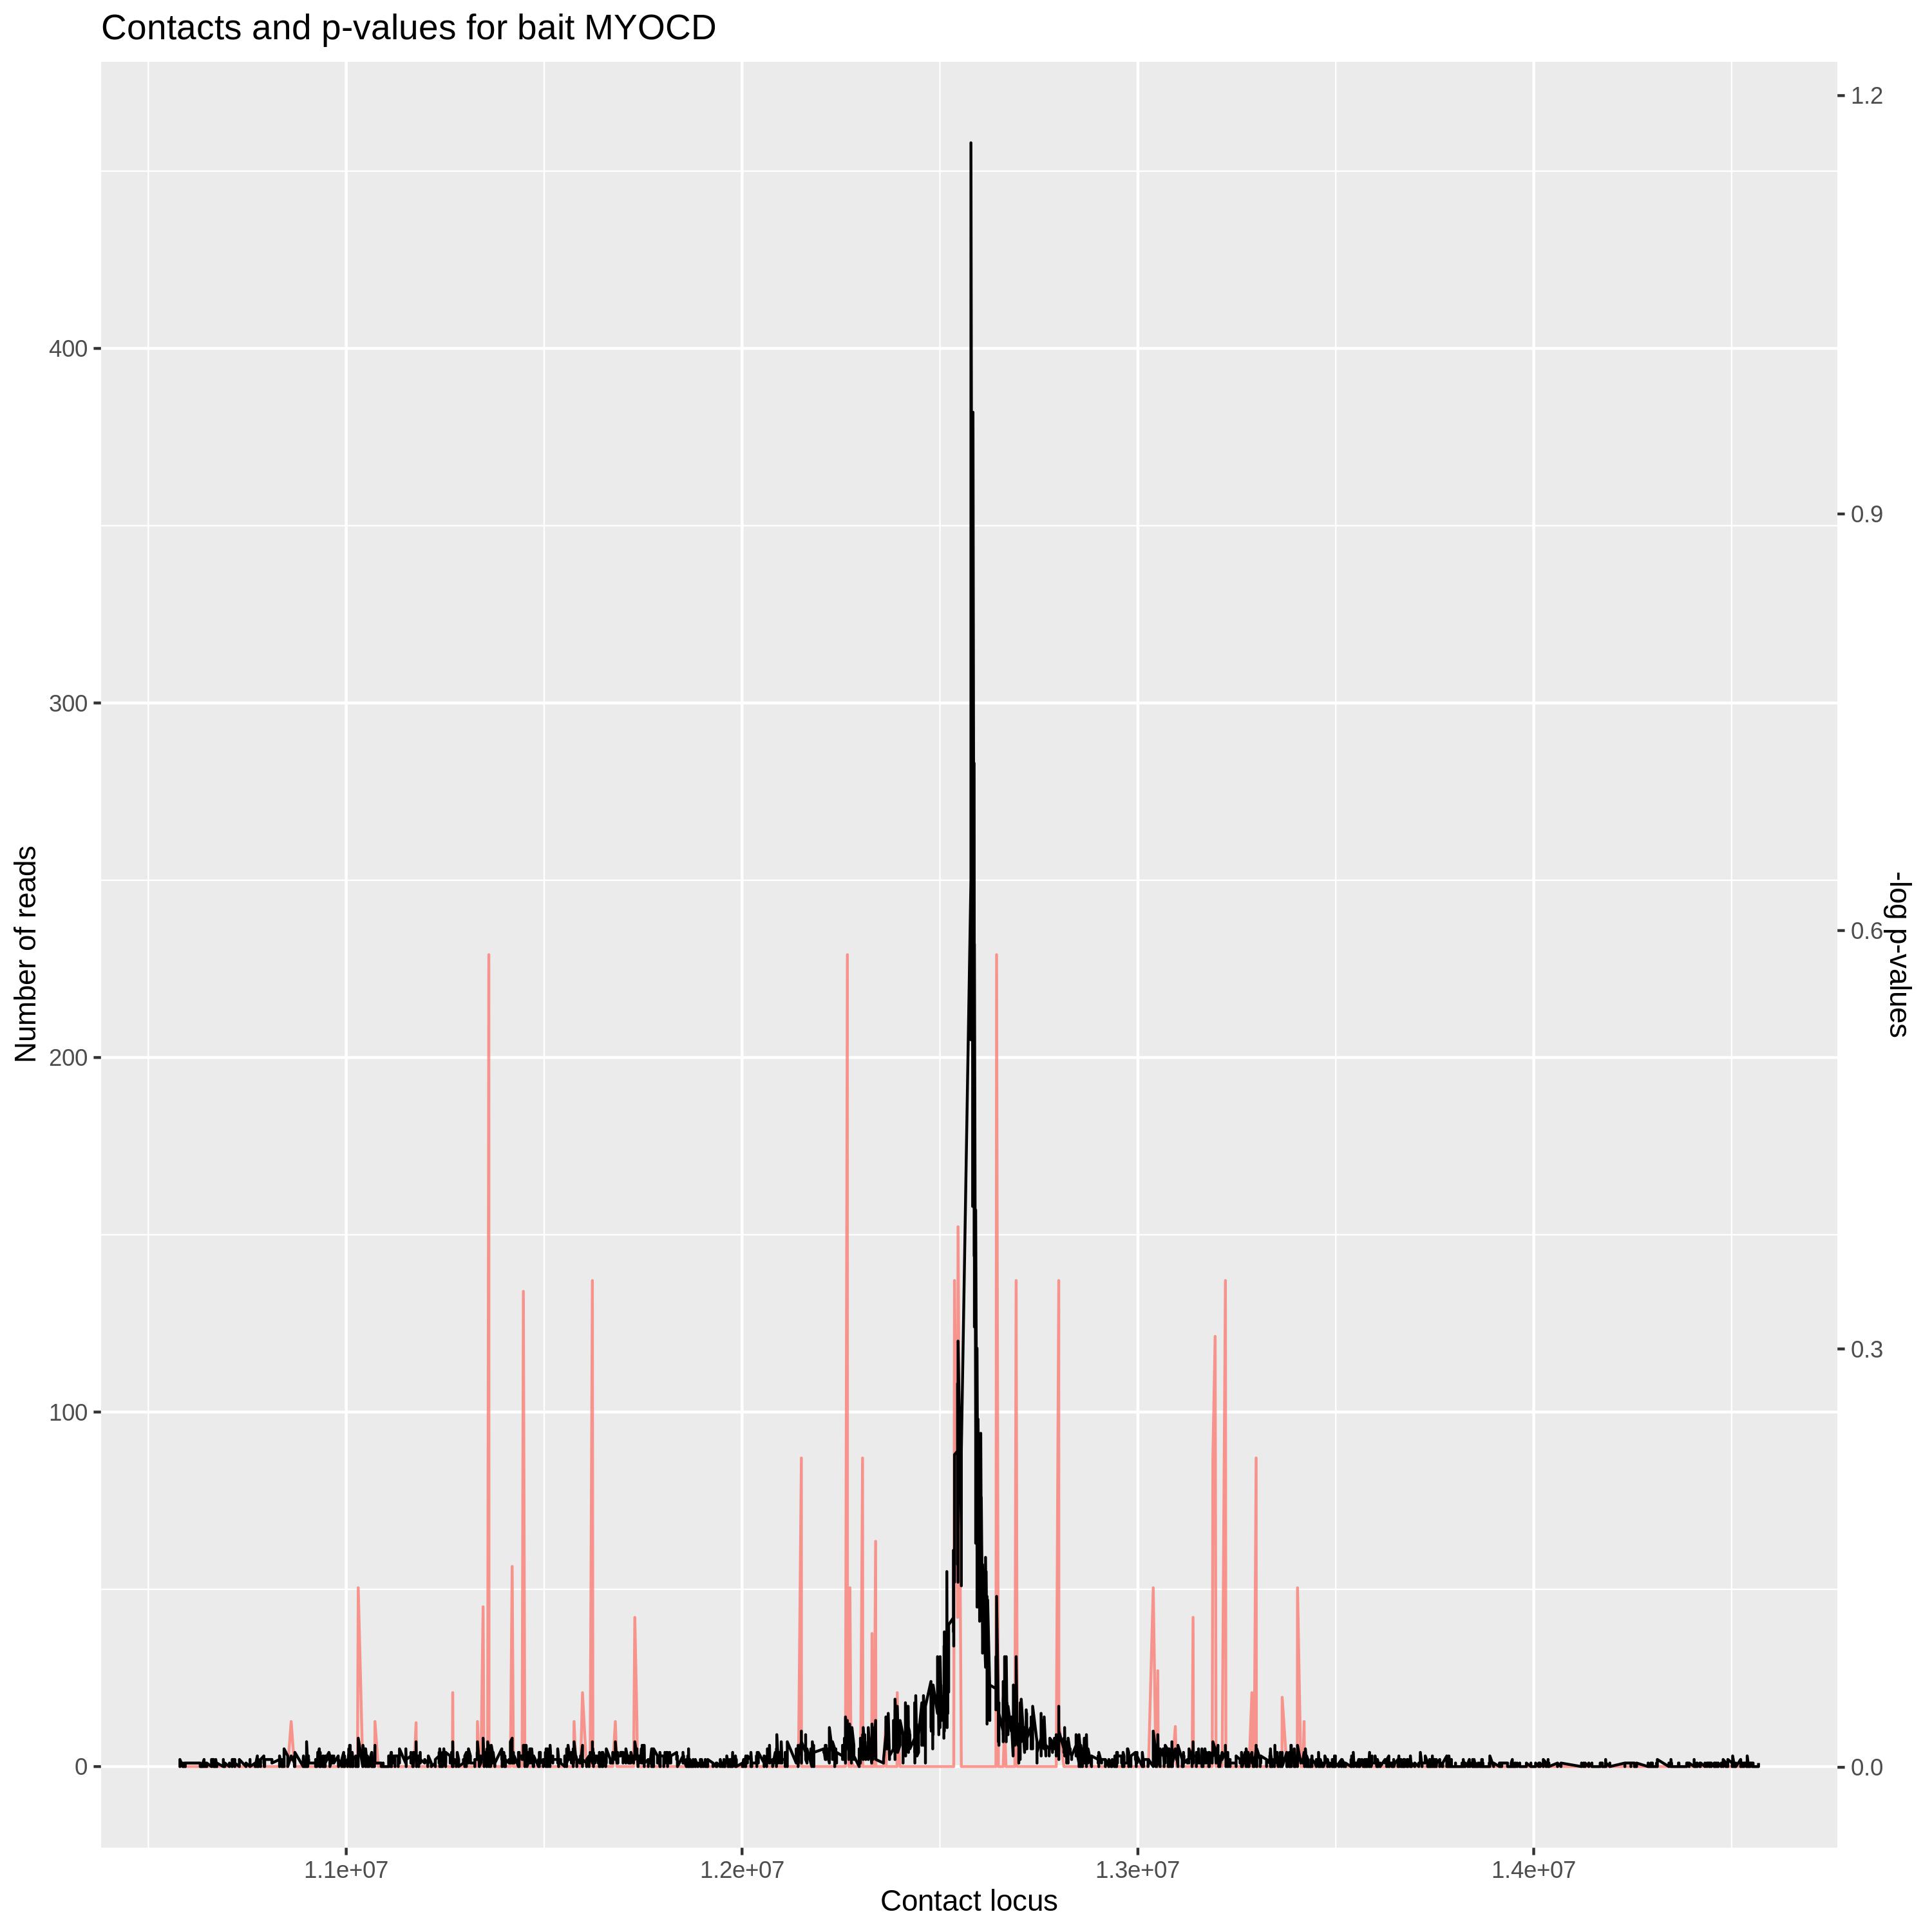 Contacts and p-values for bait MYOCD
Number of reads
400
300
200
100
0
1.2
0.9
0.6
0.3
0.0
-log p-values
1.1e+07
1.2e+07
1.3e+07
1.4e+07
Contact locus